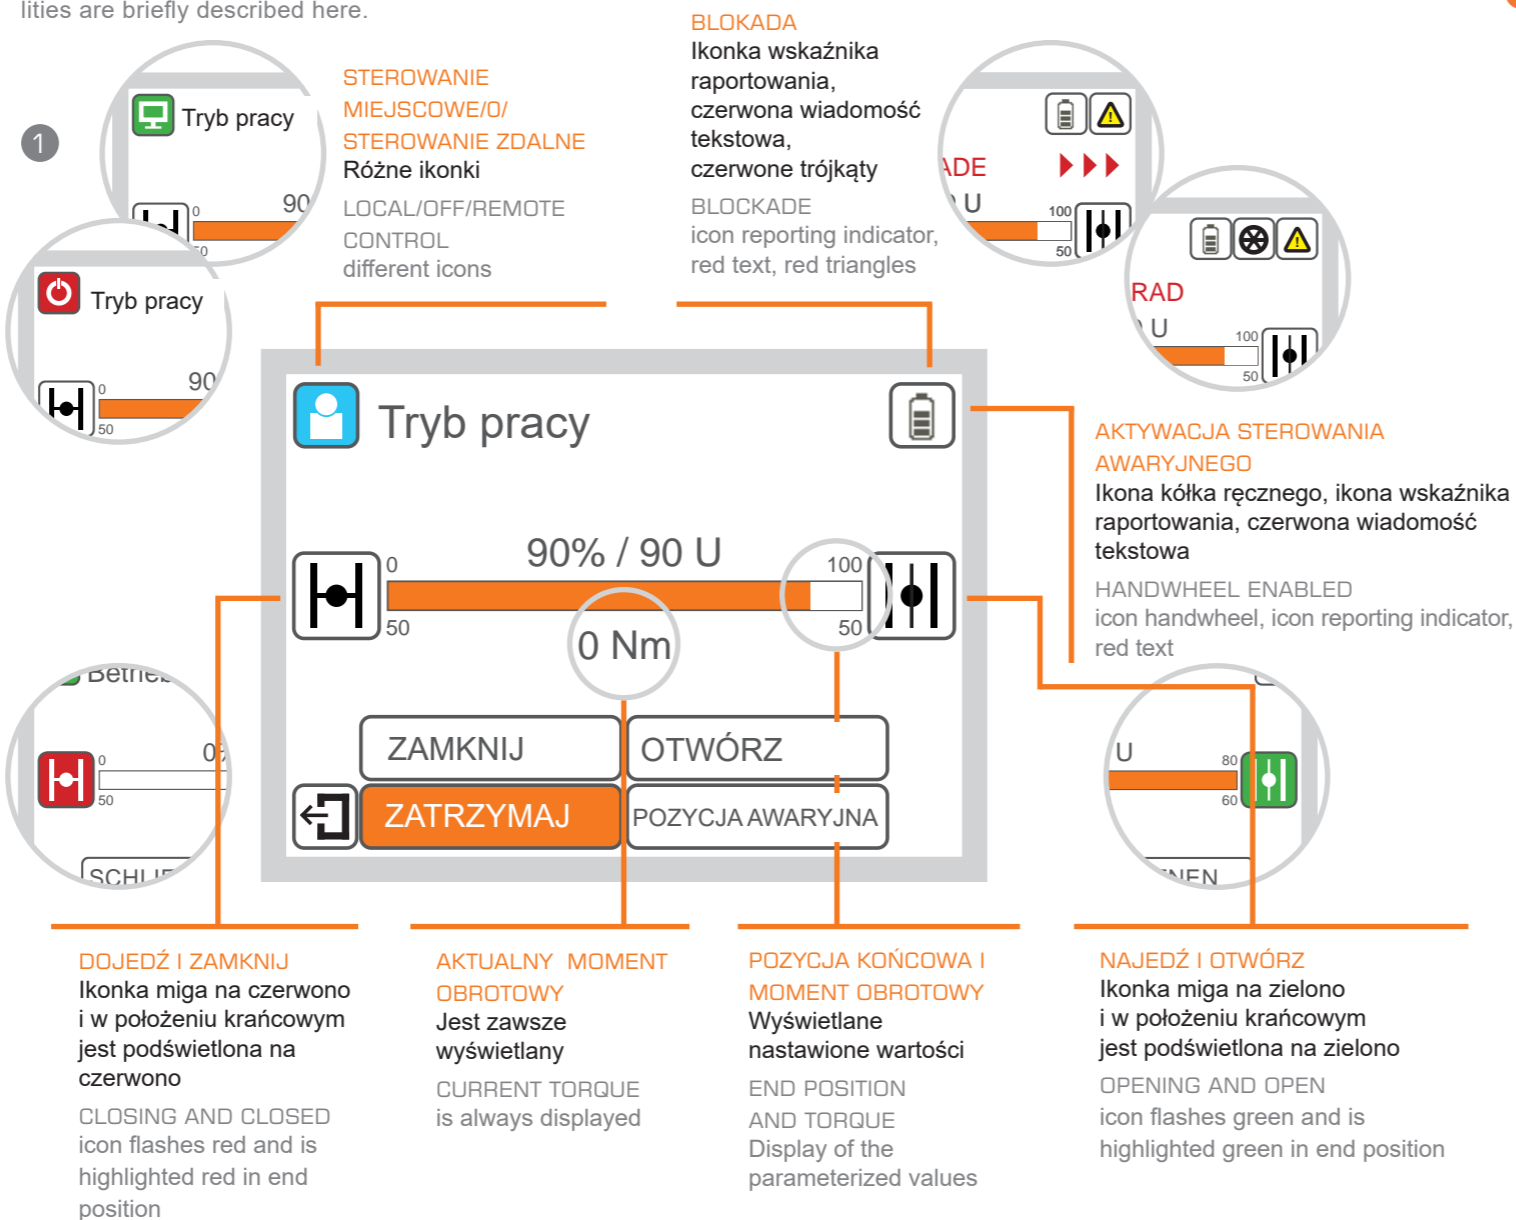 lities are briefly described here.
1
Tryb pracy
0
90
50
Tryb pracy
0
90
50
STEROWANIE
MIEJSCOWE/0/
STEROWANIE ZDALNE
Różne ikonki
LOCAL/OFF/REMOTE
CONTROL
different icons
BLOKADA
Ikonka wskaźnika
raportowania,
czerwona wiadomość
tekstowa,
czerwone trójkąty
BLOCKADE
icon reporting indicator,
red text, red triangles
ADE
U
100
50
RAD
U
100
50
Tryb pracy
90% / 90 U
0
100
50
50
0 Nm
ZAMKNIJ
OTWÓRZ
ZATRZYMAJ
POZYCJA AWARYJNA
AKTYWACJA STEROWANIA
AWARYJNEGO
Ikona kółka ręcznego, ikona wskaźnika
raportowania, czerwona wiadomość
tekstowa
HANDWHEEL ENABLED
icon handwheel, icon reporting indicator,
red text
Betrieb
0
0%
50
SCHLIE
U
80
60
NEN
DOJEDŹ I ZAMKNIJ
Ikonka miga na czerwono
i w położeniu krańcowym
jest podświetlona na
czerwono
CLOSING AND CLOSED
icon flashes red and is
highlighted red in end
position
AKTUALNY MOMENT
OBROTOWY
Jest zawsze
wyświetlany
CURRENT TORQUE
is always displayed
POZYCJA KOŃCOWA I
MOMENT OBROTOWY
Wyświetlane
nastawione wartości
END POSITION
AND TORQUE
Display of the
parameterized values
NAJEDŹ I OTWÓRZ
Ikonka miga na zielono
i w położeniu krańcowym
jest podświetlona na zielono
OPENING AND OPEN
icon flashes green and is
highlighted green in end position